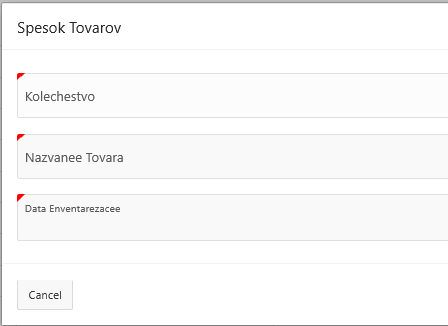 Spesok Tovarov
Kolechestvo
Nazvanee Tovara
Data Enventarezacee
Cancel